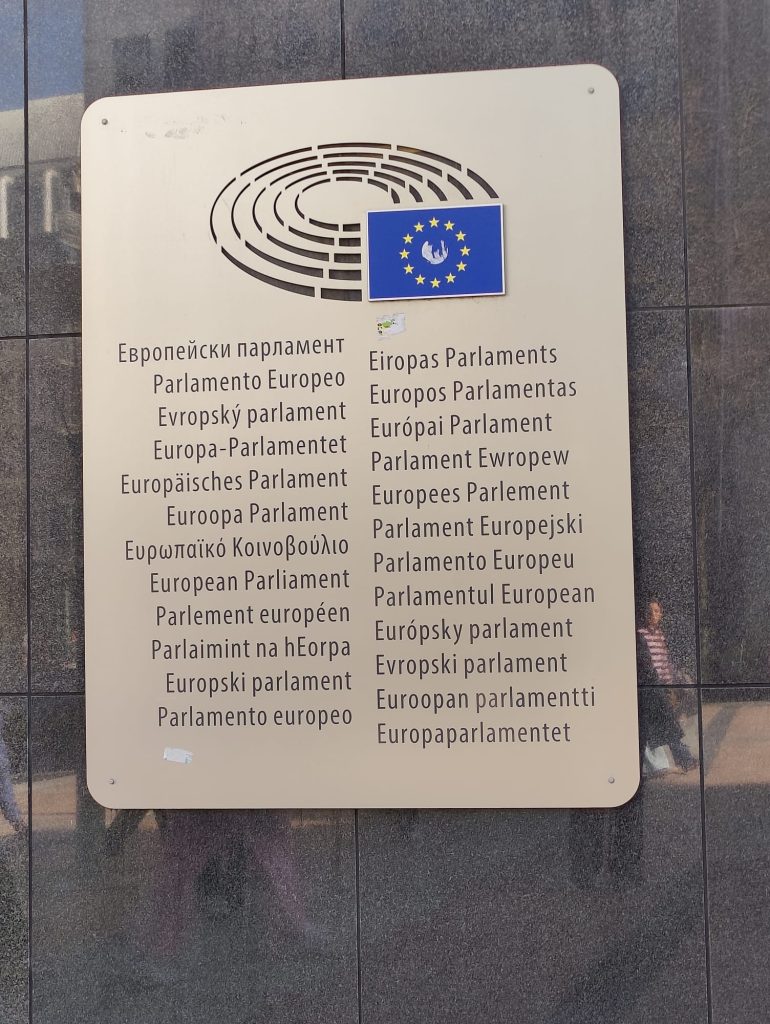 Европейски парламент
Parlamento Europeo
Evropský parlament
Europa-Parlamentet
Europäisches Parlament
Euroopa Parlament
Ευρωπαϊκό Κοινοβούλιο
European Parliament
Parlement européen
Parlaimint na hEorpa
Europski parlament
Parlamento europeo
Eiropas Parlaments
Europos Parlamentas
Európai Parlament
Parlament Ewropew
Europees Parlement
Parlament Europejski
Parlamento Europeu
Parlamentul European
Európsky parlament
Evropski parlament
Euroopan parlamentti
Europaparlamentet